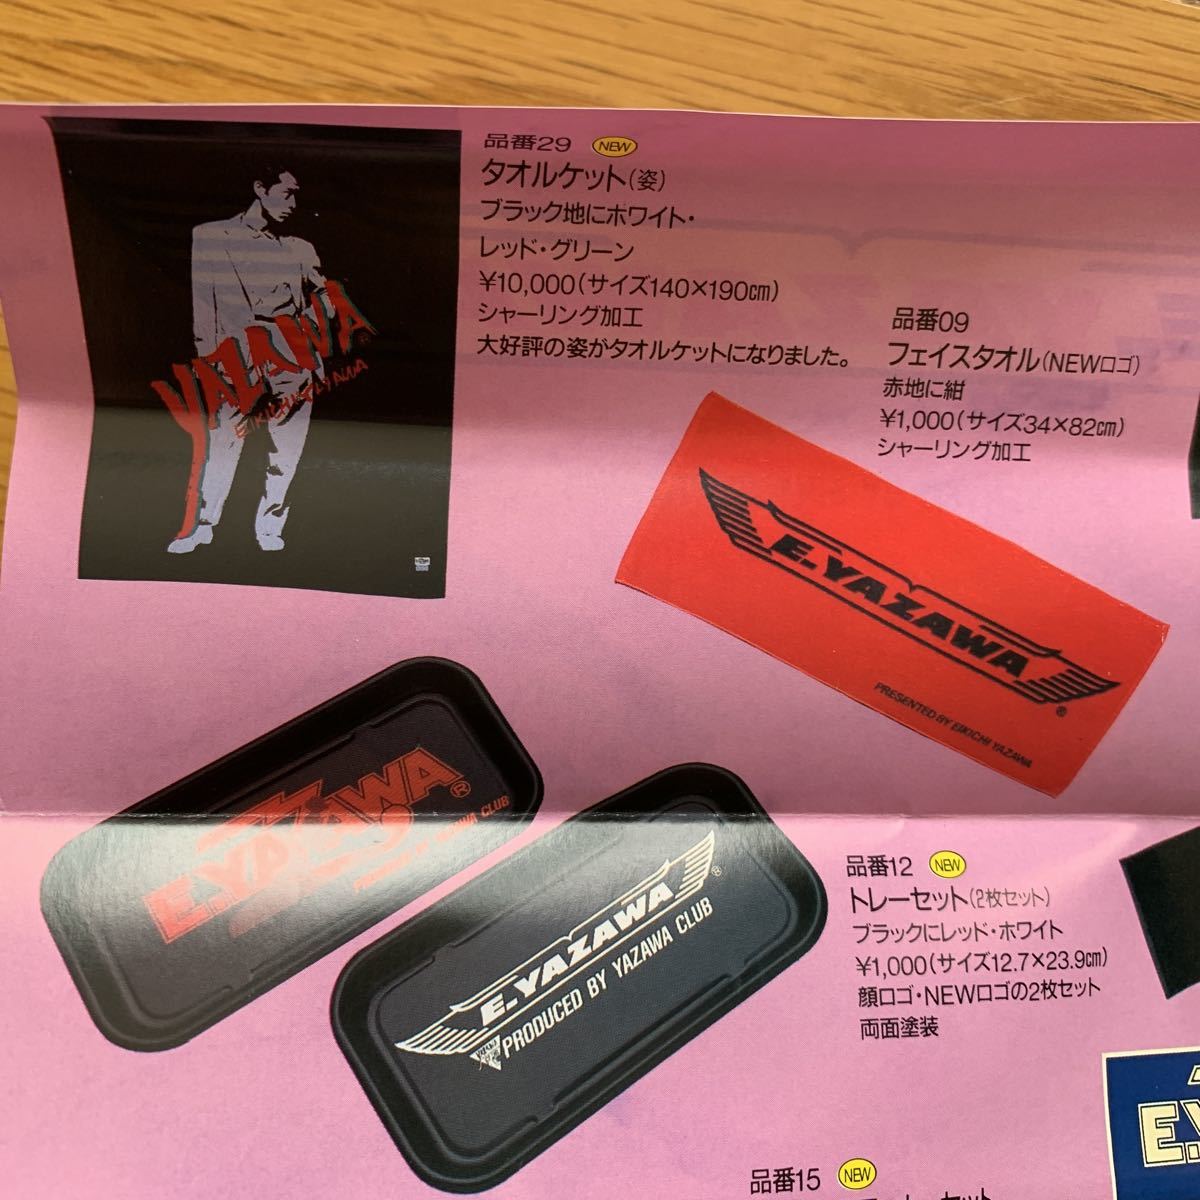 品番29 NEW
タオルケット(姿)
ブラック地にホワイト・
レッド・グリーン
¥10,000(サイズ140×190㎝)
シャーリング加工
大好評の姿がタオルケットになりました。
YAZAWA
®
品番09
フェイスタオル(NEWロゴ)
赤地に紺
¥1,000(サイズ34×82㎝)
シャーリング加工
E.YAZAWA
®
PRESENTED BY EIKICHI YAZAWA
E.YAZAWA
®
E.YAZAWA
®
PRODUCED BY YAZAWA CLUB
品番12 NEW
トレーセット(2枚セット)
ブラックにレッド・ホワイト
¥1,000(サイズ12.7×23.9㎝)
顔ロゴ・NEWロゴの2枚セット
両面塗装
品番15 NEW